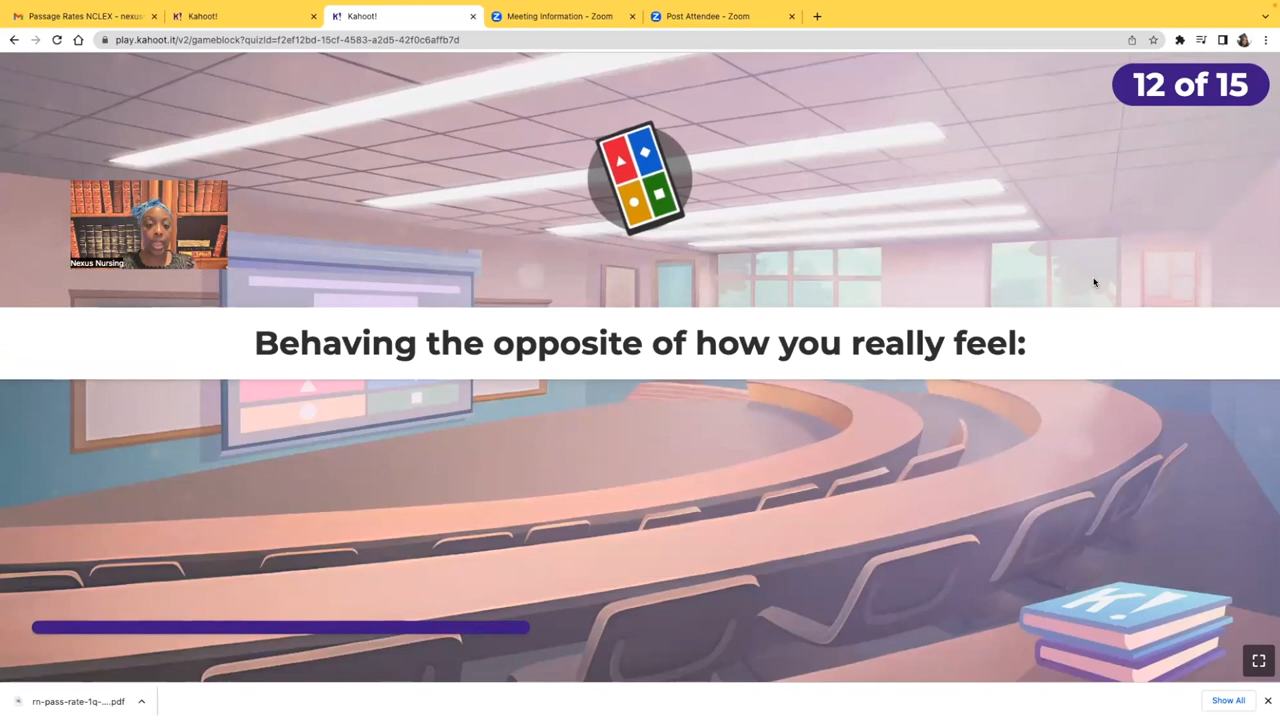 Passage Rates NCLEX - nexus
Kahoot!
Kahoot!
Meeting Information - Zoom
Post Attendee - Zoom
play.kahoot.it/v2/gameblock?quizId=f2ef12bd-15cf-4583-a2d5-42f0c6affb7d
12 of 15
Nexus Nursing
Behaving the opposite of how you really feel:
K!
rn-pass-rate-1q-....pdf
Show All